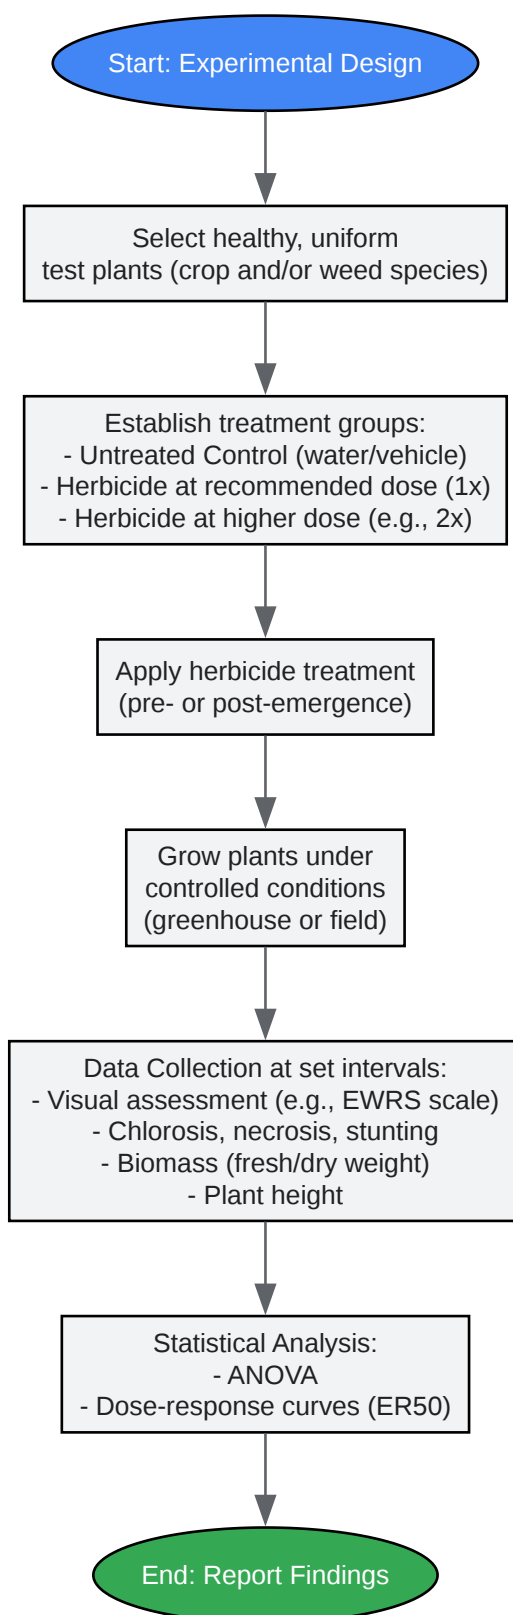 Start: Experimental Design
Select healthy, uniform
test plants (crop and/or weed species)
Establish treatment groups:
- Untreated Control (water/vehicle)
- Herbicide at recommended dose (1x)
- Herbicide at higher dose (e.g., 2x)
Apply herbicide treatment
(pre- or post-emergence)
Grow plants under
controlled conditions
(greenhouse or field)
Data Collection at set intervals:
- Visual assessment (e.g., EWRS scale)
- Chlorosis, necrosis, stunting
- Biomass (fresh/dry weight)
- Plant height
Statistical Analysis:
- ANOVA
- Dose-response curves (ER50)
End: Report Findings